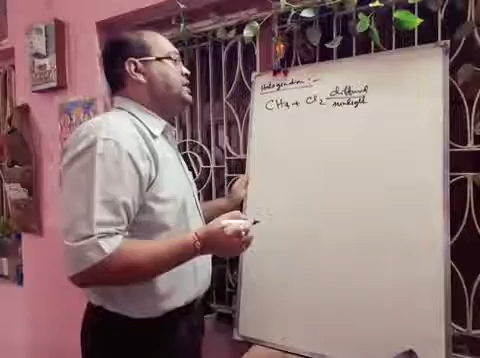 Halogenation :-
CH4 + Cl2 diffused
sunlight